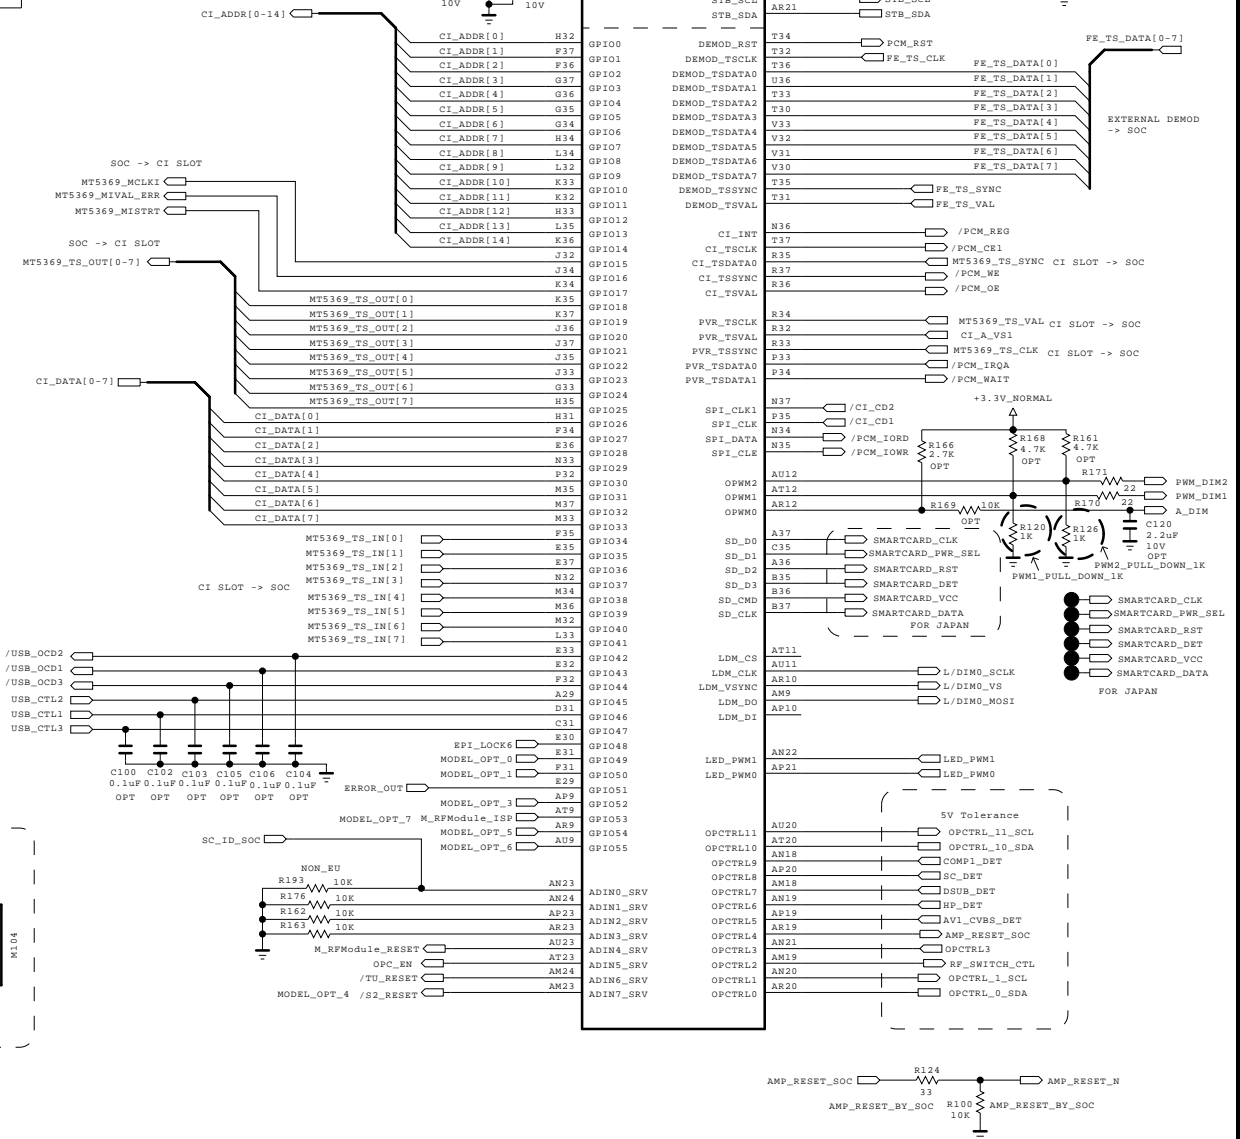 10V
10V
STB_SCL
STB_SDA
AR21
STB_SCL
STB_SDA
CI_ADDR[0-14]
CI_ADDR[0] H32 GPIO0
CI_ADDR[1] F37 GPIO1
CI_ADDR[2] F36 GPIO2
CI_ADDR[3] G37 GPIO3
CI_ADDR[4] G36 GPIO4
CI_ADDR[5] G35 GPIO5
CI_ADDR[6] G34 GPIO6
CI_ADDR[7] H34 GPIO7
CI_ADDR[8] L34 GPIO8
CI_ADDR[9] L32 GPIO9
CI_ADDR[10] K33 GPIO10
CI_ADDR[11] K32 GPIO11
CI_ADDR[12] H33 GPIO12
CI_ADDR[13] L35 GPIO13
CI_ADDR[14] K36 GPIO14
SOC -> CI SLOT
MT5369_MCLKI J32 GPIO15
MT5369_MIVAL_ERR J34 GPIO16
MT5369_MISTRT K34 GPIO17
SOC -> CI SLOT
MT5369_TS_OUT[0-7]
MT5369_TS_OUT[0] K35 GPIO18
MT5369_TS_OUT[1] K37 GPIO19
MT5369_TS_OUT[2] J36 GPIO20
MT5369_TS_OUT[3] J37 GPIO21
MT5369_TS_OUT[4] J35 GPIO22
MT5369_TS_OUT[5] J33 GPIO23
MT5369_TS_OUT[6] G33 GPIO24
MT5369_TS_OUT[7] H35 GPIO25
CI_DATA[0-7]
CI_DATA[0] H31 GPIO26
CI_DATA[1] F34 GPIO27
CI_DATA[2] E36 GPIO28
CI_DATA[3] N33 GPIO29
CI_DATA[4] P32 GPIO30
CI_DATA[5] M35 GPIO31
CI_DATA[6] M37 GPIO32
CI_DATA[7] M33 GPIO33
CI SLOT -> SOC
MT5369_TS_IN[0] F35 GPIO34
MT5369_TS_IN[1] E35 GPIO35
MT5369_TS_IN[2] E37 GPIO36
MT5369_TS_IN[3] N32 GPIO37
MT5369_TS_IN[4] M34 GPIO38
MT5369_TS_IN[5] M36 GPIO39
MT5369_TS_IN[6] M32 GPIO40
MT5369_TS_IN[7] L33 GPIO41
/USB_OCD2 E33 GPIO42
/USB_OCD1 E32 GPIO43
/USB_OCD3 F32 GPIO44
USB_CTL2 A29 GPIO45
USB_CTL1 D31 GPIO46
USB_CTL3 C31 GPIO47
C100 C102 C103 C105 C106 C104
0.1uF 0.1uF 0.1uF 0.1uF 0.1uF 0.1uF
OPT OPT OPT OPT OPT OPT
EPI_LOCK6 E30 GPIO48
MODEL_OPT_0 E31 GPIO49
MODEL_OPT_1 F31 GPIO50
ERROR_OUT E29 GPIO51
MODEL_OPT_3 AP9 GPIO52
MODEL_OPT_7 M_RFModule_ISP AT9 GPIO53
MODEL_OPT_5 AR9 GPIO54
MODEL_OPT_6 AU9 GPIO55
SC_ID_SOC
NON_EU
R193 10K AN23 ADIN0_SRV
R176 10K AN24 ADIN1_SRV
R162 10K AP23 ADIN2_SRV
R163 10K AR23 ADIN3_SRV
M_RFModule_RESET AU23 ADIN4_SRV
OPC_EN AT23 ADIN5_SRV
/TU_RESET AM24 ADIN6_SRV
MODEL_OPT_4 /S2_RESET AM23 ADIN7_SRV
M104
FE_TS_DATA[0-7]
DEMOD_RST T34 PCM_RST
DEMOD_TSCLK T32 FE_TS_CLK
DEMOD_TSDATA0 T36 FE_TS_DATA[0]
DEMOD_TSDATA1 U36 FE_TS_DATA[1]
DEMOD_TSDATA2 T33 FE_TS_DATA[2]
DEMOD_TSDATA3 T30 FE_TS_DATA[3]
DEMOD_TSDATA4 V33 FE_TS_DATA[4]
DEMOD_TSDATA5 V32 FE_TS_DATA[5]
DEMOD_TSDATA6 V31 FE_TS_DATA[6]
DEMOD_TSDATA7 V30 FE_TS_DATA[7]
EXTERNAL DEMOD
-> SOC
DEMOD_TSSYNC T35 FE_TS_SYNC
DEMOD_TSVAL T31 FE_TS_VAL
CI_INT N36 /PCM_REG
CI_TSCLK T37 /PCM_CE1
CI_TSDATA0 R35 MT5369_TS_SYNC CI SLOT -> SOC
CI_TSSYNC R37 /PCM_WE
CI_TSVAL R36 /PCM_OE
PVR_TSCLK R34 MT5369_TS_VAL CI SLOT -> SOC
PVR_TSVAL R32 CI_A_VS1
PVR_TSSYNC R33 MT5369_TS_CLK CI SLOT -> SOC
PVR_TSDATA0 P33 /PCM_IRQA
PVR_TSDATA1 P34 /PCM_WAIT
SPI_CLK1 N37 /CI_CD2
SPI_CLK P35 /CI_CD1
SPI_DATA N34 /PCM_IORD
SPI_CLE N35 /PCM_IOWR
+3.3V_NORMAL
R166
2.7K
OPT
R168
4.7K
OPT
R161
4.7K
OPT
OPWM2 AU12 R171 22 PWM_DIM2
OPWM1 AT12 R170 22 PWM_DIM1
OPWM0 AR12 R169 10K OPT A_DIM
R120
1K
R126
1K
C120
2.2uF
10V
OPT
PWM2_PULL_DOWN_1K
PWM1_PULL_DOWN_1K
SD_D0 A37 SMARTCARD_CLK
SD_D1 C35 SMARTCARD_PWR_SEL
SD_D2 A36 SMARTCARD_RST
SD_D3 B35 SMARTCARD_DET
SD_CMD B36 SMARTCARD_VCC
SD_CLK B37 SMARTCARD_DATA
FOR JAPAN
SMARTCARD_CLK
SMARTCARD_PWR_SEL
SMARTCARD_RST
SMARTCARD_DET
SMARTCARD_VCC
SMARTCARD_DATA
FOR JAPAN
LDM_CS AT11
LDM_CLK AU11 L/DIM0_SCLK
LDM_VSYNC AR10 L/DIM0_VS
LDM_DO AM9 L/DIM0_MOSI
LDM_DI AP10
LED_PWM1 AN22 LED_PWM1
LED_PWM0 AP21 LED_PWM0
5V Tolerance
OPCTRL11 AU20 OPCTRL_11_SCL
OPCTRL10 AT20 OPCTRL_10_SDA
OPCTRL9 AN18 COMP1_DET
OPCTRL8 AP20 SC_DET
OPCTRL7 AM18 DSUB_DET
OPCTRL6 AN19 HP_DET
OPCTRL5 AP19 AV1_CVBS_DET
OPCTRL4 AR19 AMP_RESET_SOC
OPCTRL3 AN21 OPCTRL3
OPCTRL2 AM19 RF_SWITCH_CTL
OPCTRL1 AN20 OPCTRL_1_SCL
OPCTRL0 AR20 OPCTRL_0_SDA
AMP_RESET_SOC R124 33 AMP_RESET_N
AMP_RESET_BY_SOC R100 10K AMP_RESET_BY_SOC